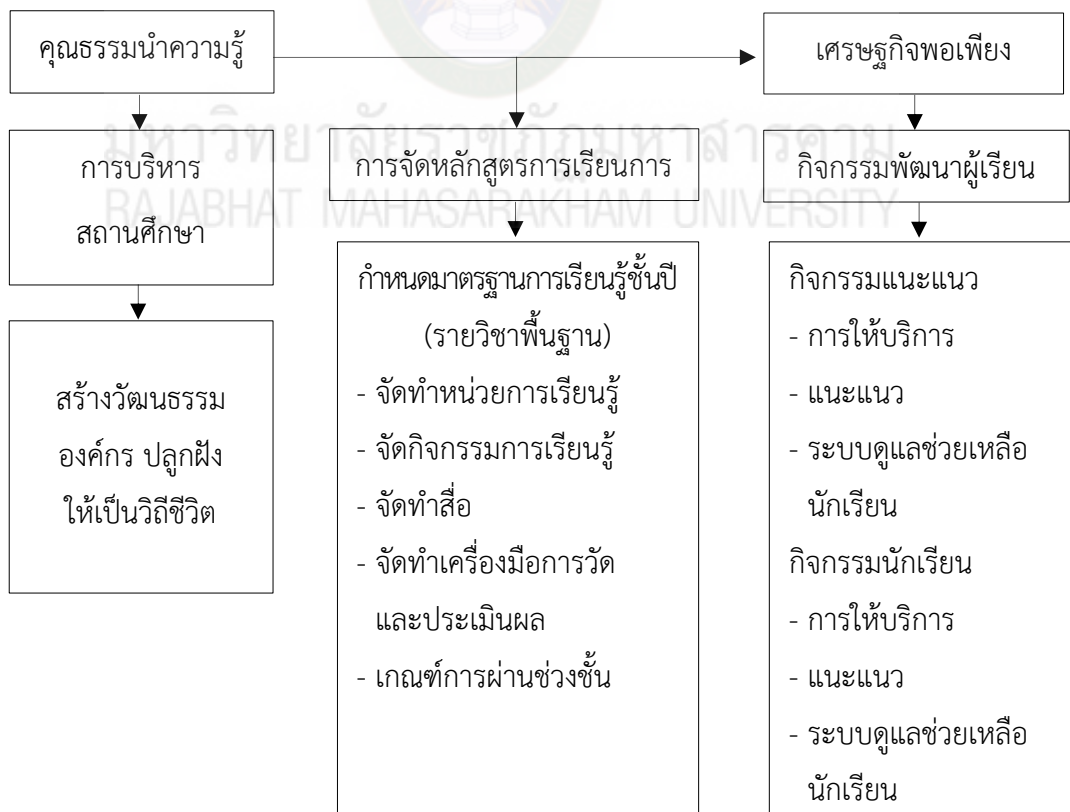 คุณธรรมนำความรู้
เศรษฐกิจพอเพียง
มหาวิทยาลัยราชภัฏมหาสารคาม
RAJABHAT MAHASARAKHAM UNIVERSITY
การบริหาร
สถานศึกษา
การจัดหลักสูตรการเรียนการ
กิจกรรมพัฒนาผู้เรียน
สร้างวัฒนธรรม
องค์กร ปลูกฝัง
ให้เป็นวิถีชีวิต
กำหนดมาตรฐานการเรียนรู้ชั้นปี
(รายวิชาพื้นฐาน)
- จัดทำหน่วยการเรียนรู้
- จัดกิจกรรมการเรียนรู้
- จัดทำสื่อ
- จัดทำเครื่องมือการวัด
และประเมินผล
- เกณฑ์การผ่านช่วงชั้น
กิจกรรมแนะแนว
- การให้บริการ
- แนะแนว
- ระบบดูแลช่วยเหลือ
นักเรียน
กิจกรรมนักเรียน
- การให้บริการ
- แนะแนว
- ระบบดูแลช่วยเหลือ
นักเรียน